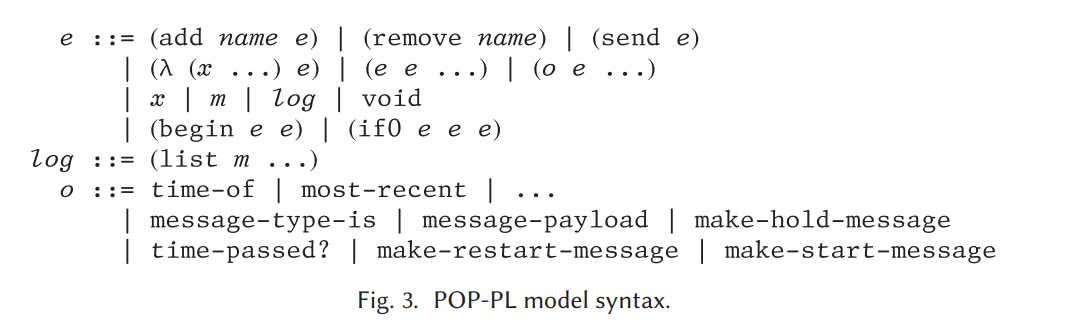 e ::= (add name e) | (remove name) | (send e)
| (λ (x ...) e) | (e e ...) | (o e ...)
| x | m | log | void
| (begin e e) | (if0 e e e)
log ::= (list m ...)
o ::= time-of | most-recent | ...
| message-type-is | message-payload | make-hold-message
| time-passed? | make-restart-message | make-start-message
Fig. 3. POP-PL model syntax.